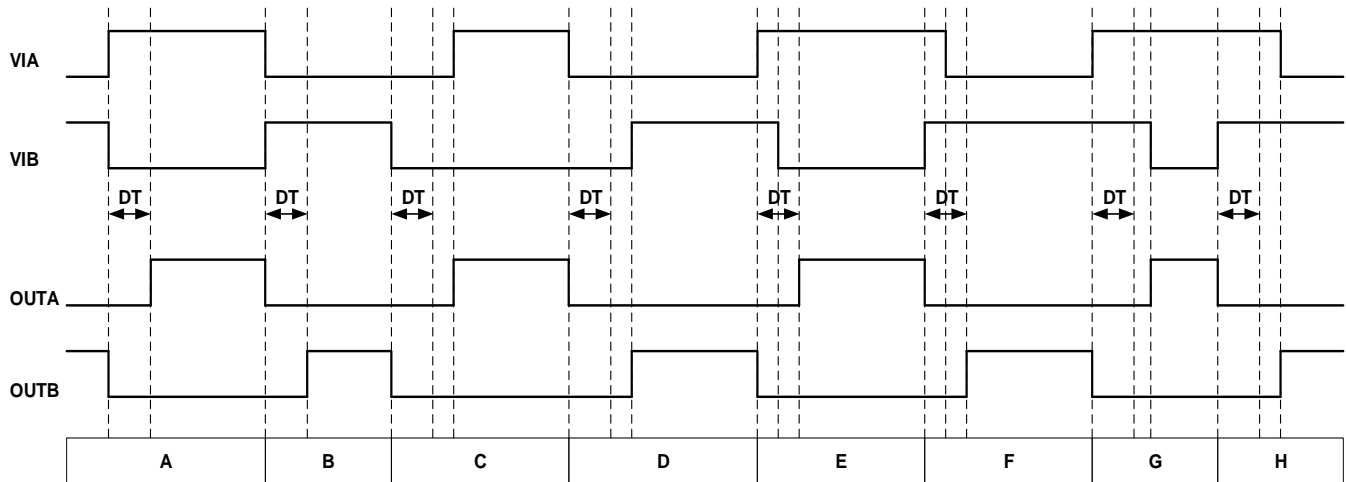 VIA
VIB
DT DT DT DT DT DT DT DT
OUTA
OUTB
A B C D E F G H